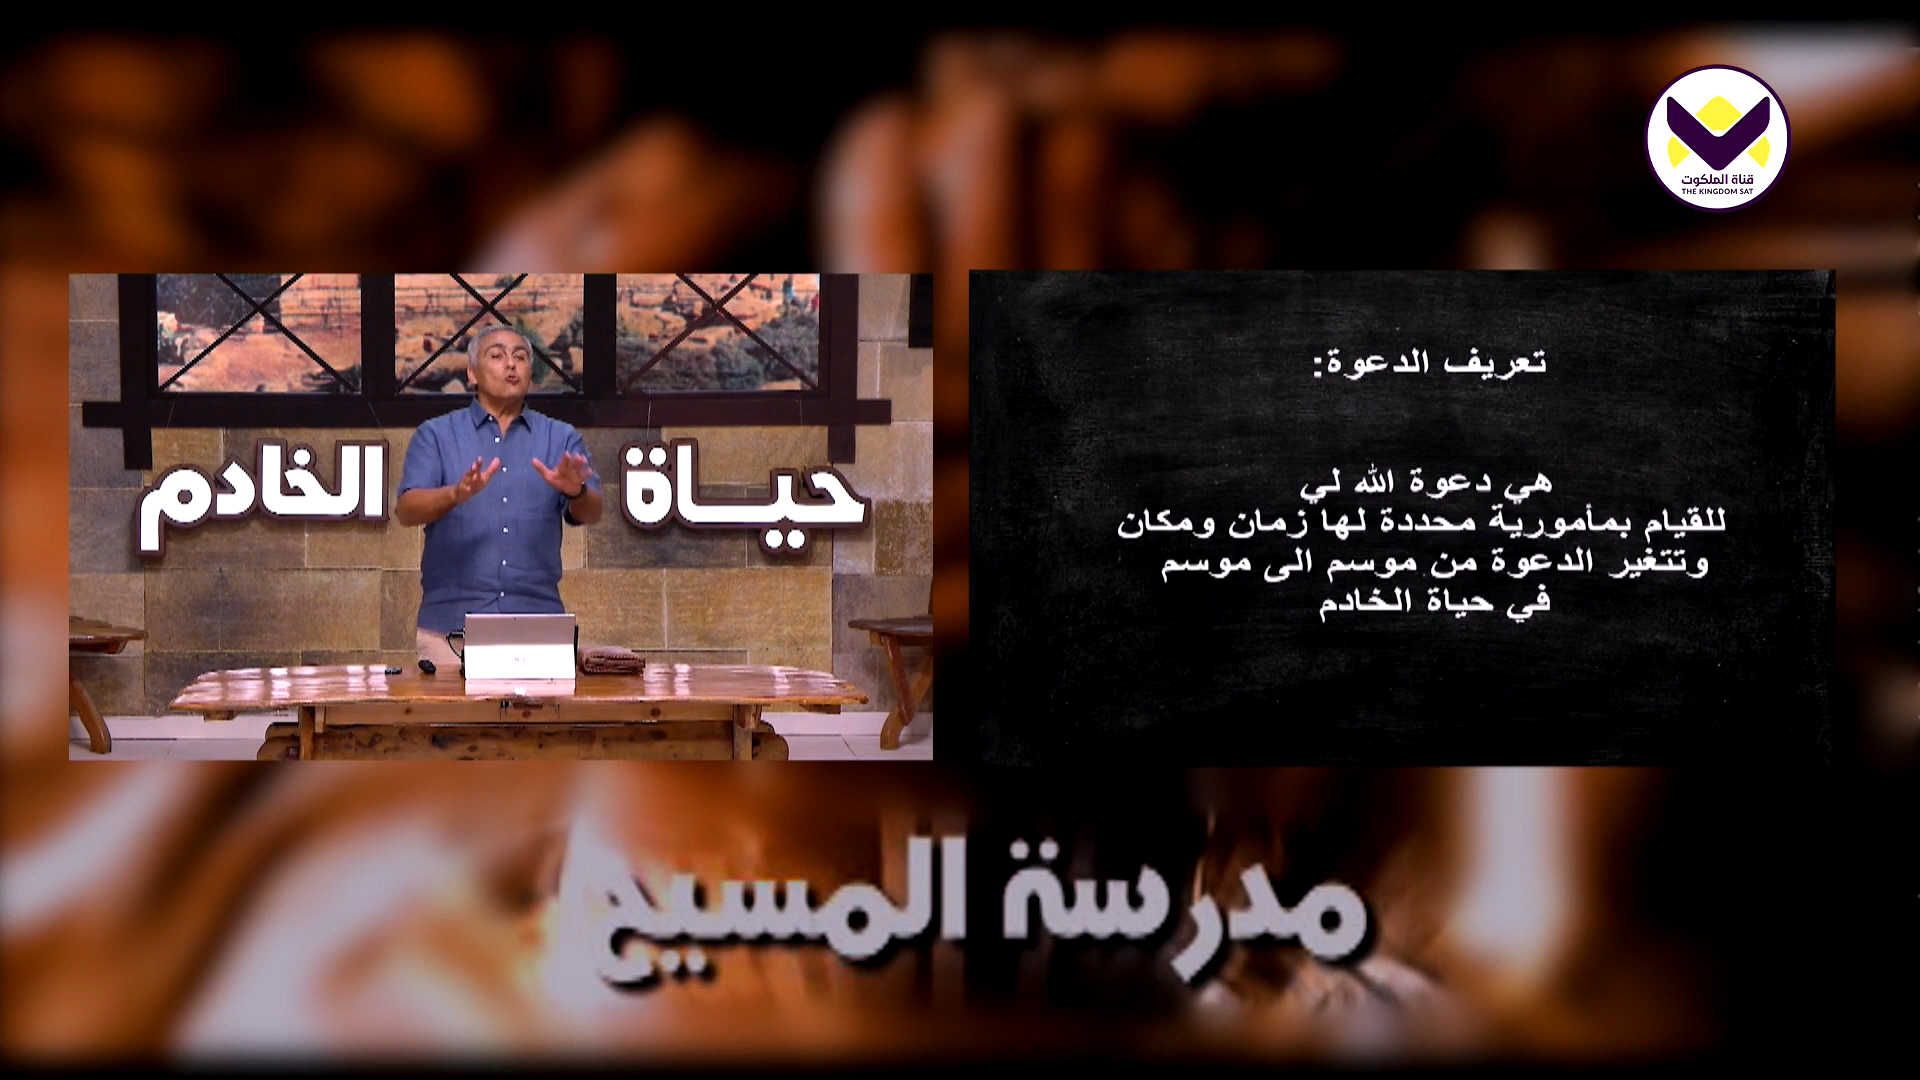 قناة الملكوت
THE KINGDOM SAT
حياة الخادم
تعريف الدعوة:
هي دعوة الله لي
للقيام بمأمورية محددة لها زمان ومكان
وتتغير الدعوة من موسم الى موسم
في حياة الخادم
مدرسة المسيح